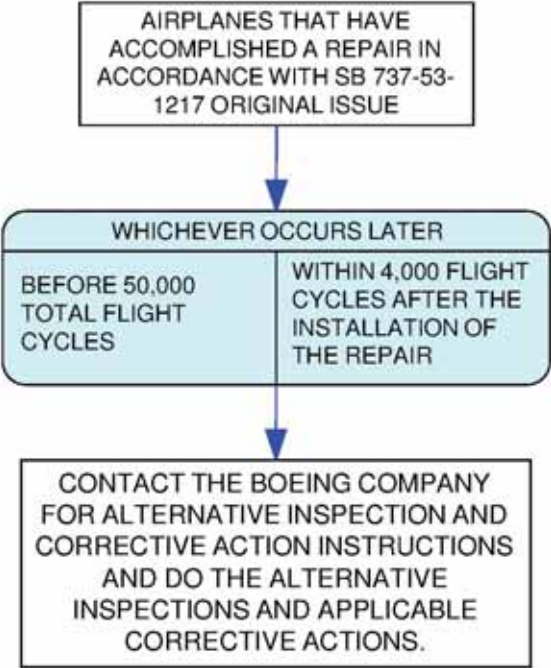 AIRPLANES THAT HAVE
ACCOMPLISHED A REPAIR IN
ACCORDANCE WITH SB 737-53-
1217 ORIGINAL ISSUE
WHICHEVER OCCURS LATER
BEFORE 50,000
TOTAL FLIGHT
CYCLES
WITHIN 4,000 FLIGHT
CYCLES AFTER THE
INSTALLATION OF
THE REPAIR
CONTACT THE BOEING COMPANY
FOR ALTERNATIVE INSPECTION AND
CORRECTIVE ACTION INSTRUCTIONS
AND DO THE ALTERNATIVE
INSPECTIONS AND APPLICABLE
CORRECTIVE ACTIONS.